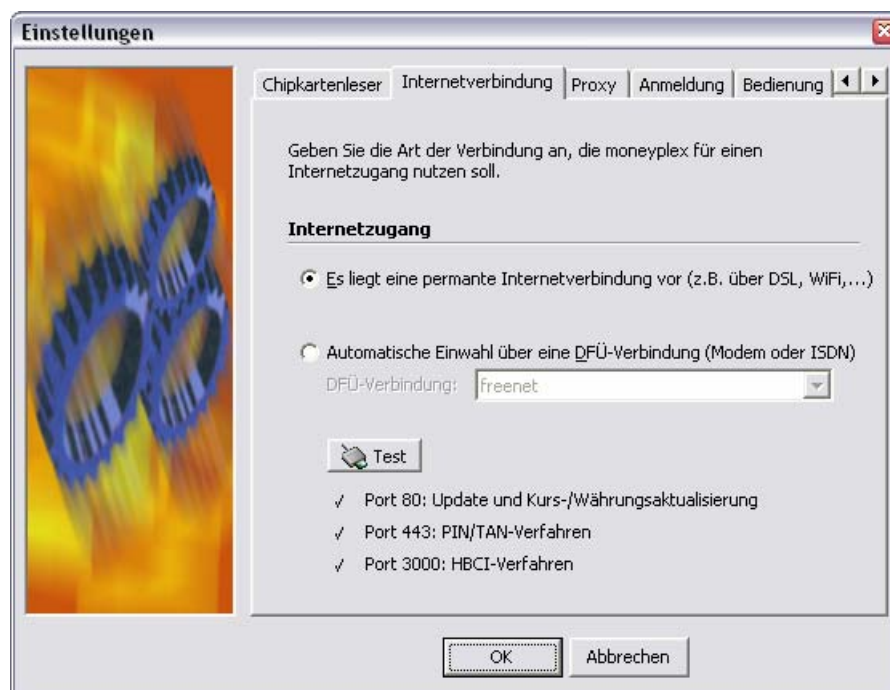 Einstellungen
Chipkartenleser Internetverbindung Proxy Anmeldung Bedienung
Geben Sie die Art der Verbindung an, die moneyplex für einen
Internetzugang nutzen soll.
Internetzugang
Es liegt eine permante Internetverbindung vor (z.B. über DSL, WiFi,...)
Automatische Einwahl über eine DFÜ-Verbindung (Modem oder ISDN)
DFÜ-Verbindung: freenet
Test
✓ Port 80: Update und Kurs-/Währungsaktualisierung
✓ Port 443: PIN/TAN-Verfahren
✓ Port 3000: HBCI-Verfahren
OK Abbrechen